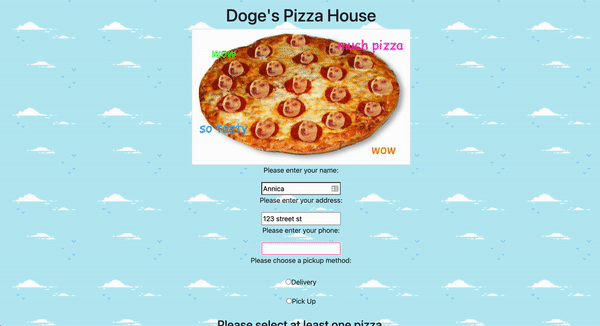 Doge's Pizza House
much pizza
wow
so tasty
wow
Please enter your name:
Annica
Please enter your address:
123 street st
Please enter your phone:
Please choose a pickup method:
Delivery
Pick Up
Please select at least one pizza